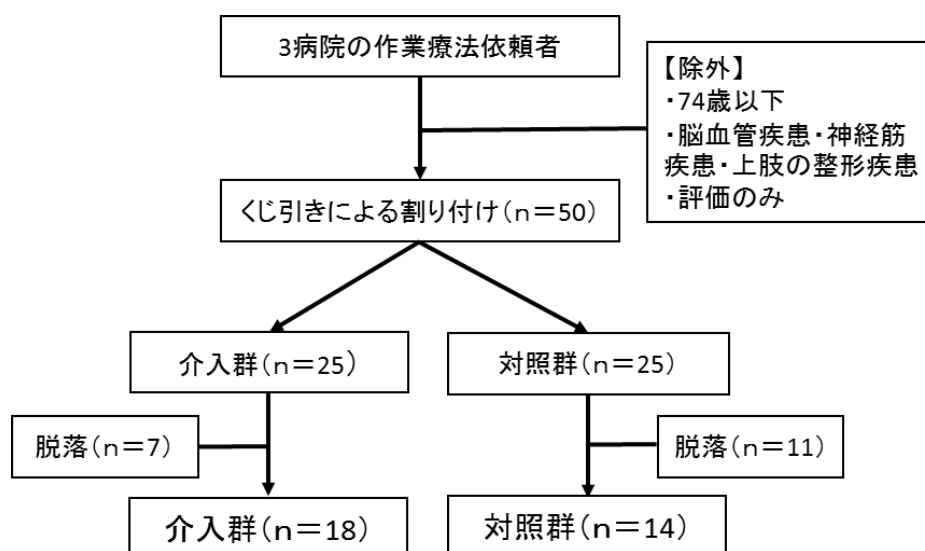 3病院の作業療法依頼者
【除外】
・74歳以下
・脳血管疾患・神経筋
疾患・上肢の整形疾患
・評価のみ
くじ引きによる割り付け(n=50)
介入群(n=25)
対照群(n=25)
脱落(n=7)
脱落(n=11)
介入群(n=18)
対照群(n=14)